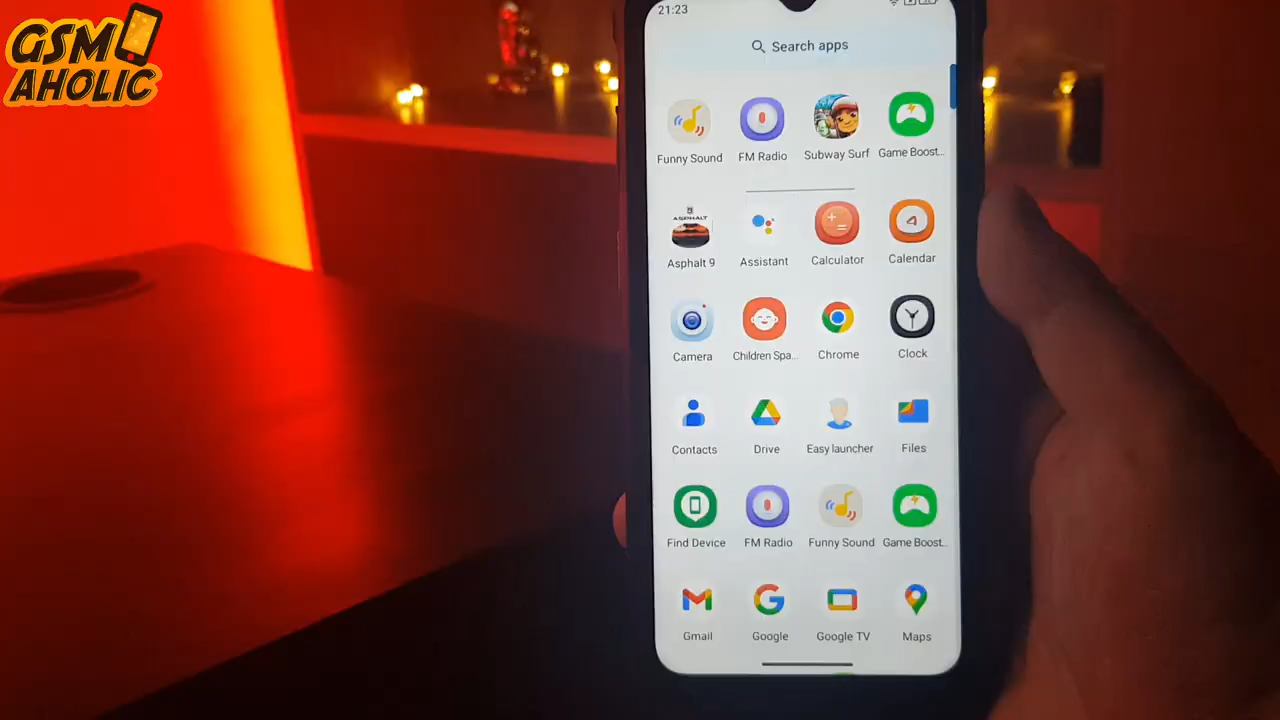 GSM
AHOLIC
21:23
Search apps
Funny Sound
FM Radio
Subway Surf
Game Boost...
ASPHALT
Asphalt 9
Assistant
Calculator
4
Calendar
Camera
Children Spa...
Chrome
Clock
Contacts
Drive
Easy launcher
Files
Find Device
FM Radio
Funny Sound
Game Boost...
Gmail
Google
Google TV
Maps